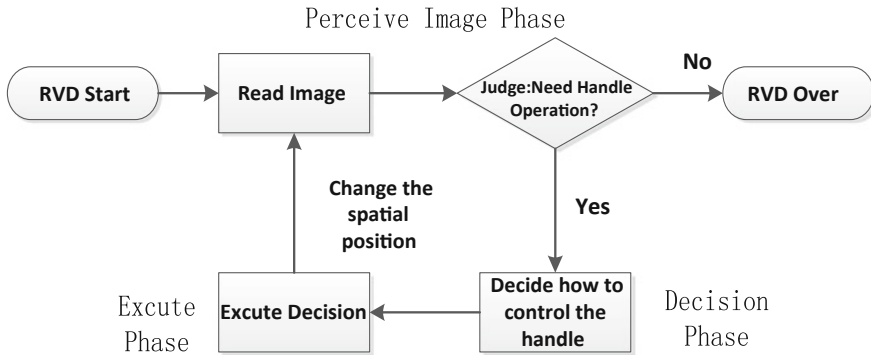 Perceive Image Phase
RVD Start
Read Image
Judge:Need Handle
Operation?
No
RVD Over
Change the
spatial
position
Yes
Excute
Phase
Excute Decision
Decide how to
control the
handle
Decision
Phase